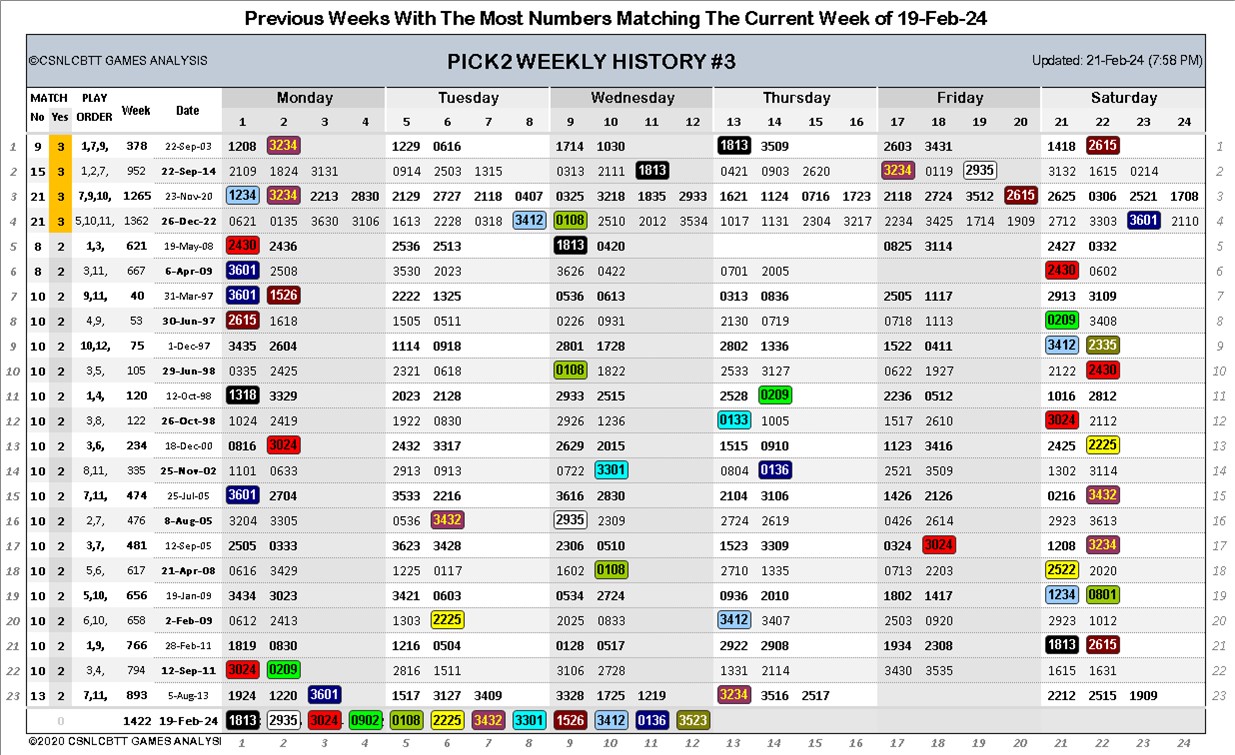 Previous Weeks With The Most Numbers Matching The Current Week of 19-Feb-24
©CSNLCBTT GAMES ANALYSIS PICK2 WEEKLY HISTORY #3 Updated: 21-Feb-24 (7:58 PM)
MATCH PLAY Week Date Monday Tuesday Wednesday Thursday Friday Saturday
No Yes ORDER 1 2 3 4 5 6 7 8 9 10 11 12 13 14 15 16 17 18 19 20 21 22 23 24
1 9 3 1,7,9, 378 22-Sep-03 1208 3234 1229 0616 1714 1030 1813 3509 2603 3431 1418 2615 1
2 15 3 1,2,7, 952 22-Sep-14 2109 1824 3131 0914 2503 1315 0313 2111 1813 0421 0903 2620 3234 0119 2935 3132 1615 0214 2
3 21 3 7,9,10, 1265 23-Nov-20 1234 3234 2213 2830 2129 2727 2118 0407 0325 3218 1835 2933 1621 1124 0716 1723 2118 2724 3512 2615 2625 0306 2521 1708 3
4 21 3 5,10,11, 1362 26-Dec-22 0621 0135 3630 3106 1613 2228 0318 3412 0108 2510 2012 3534 1017 1131 2304 3217 2234 3425 1714 1909 2712 3303 3601 2110 4
5 8 2 1,3, 621 19-May-08 2430 2436 2536 2513 1813 0420 0825 3114 2427 0332 5
6 8 2 3,11, 667 6-Apr-09 3601 2508 3530 2023 3626 0422 0701 2005 2430 0602 6
7 10 2 9,11, 40 31-Mar-97 3601 1526 2222 1325 0536 0613 0313 0836 2505 1117 2913 3109 7
8 10 2 4,9, 53 30-Jun-97 2615 1618 1505 0511 0226 0931 2130 0719 0718 1113 0209 3408 8
9 10 2 10,12, 75 1-Dec-97 3435 2604 1114 0918 2801 1728 2802 1336 1522 0411 3412 2335 9
10 10 2 3,5, 105 29-Jun-98 0335 2425 2321 0618 0108 1822 2533 3127 0622 1927 2122 2430 10
11 10 2 1,4, 120 12-Oct-98 1318 3329 2023 2128 2933 2515 2528 0209 2236 0512 1016 2812 11
12 10 2 3,8, 122 26-Oct-98 1024 2419 1922 0830 2926 1236 0133 1005 1517 2610 3024 2112 12
13 10 2 3,6, 234 18-Dec-00 0816 3024 2432 3317 2629 2015 1515 0910 1123 3416 2425 2225 13
14 10 2 8,11, 335 25-Nov-02 1101 0633 2913 0913 0722 3301 0804 0136 2521 3509 1302 3114 14
15 10 2 7,11, 474 25-Jul-05 3601 2704 3533 2216 3616 2830 2104 3106 1426 2126 0216 3432 15
16 10 2 2,7, 476 8-Aug-05 3204 3305 0536 3432 2935 2309 2724 2619 0426 2614 2923 3613 16
17 10 2 3,7, 481 12-Sep-05 2505 0333 3623 3428 2306 0510 1523 3309 0324 3024 1208 3234 17
18 10 2 5,6, 617 21-Apr-08 0616 3429 1225 0117 1602 0108 2710 1335 0713 2203 2522 2020 18
19 10 2 5,10, 656 19-Jan-09 3434 3023 3421 0603 0534 2724 0936 2010 1802 1417 1234 0801 19
20 10 2 6,10, 658 2-Feb-09 0612 2413 1303 2225 2025 0833 3412 3407 2503 0920 2923 1012 20
21 10 2 1,9, 766 28-Feb-11 1819 0830 1216 0504 0128 0517 2922 2908 1934 2308 1813 2615 21
22 10 2 3,4, 794 12-Sep-11 3024 0209 2816 1511 3106 2728 1331 2114 3430 3535 1615 1631 22
23 13 2 7,11, 893 5-Aug-13 1924 1220 3601 1517 3127 3409 3328 1725 1219 3234 3516 2517 2212 2515 1909 23
0 1422 19-Feb-24 1813 2935 3024 0902 0108 2225 3432 3301 1526 3412 0136 3523
©2020 CSNLCBTT GAMES ANALYSI 1 2 3 4 5 6 7 8 9 10 11 12 13 14 15 16 17 18 19 20 21 22 23 24